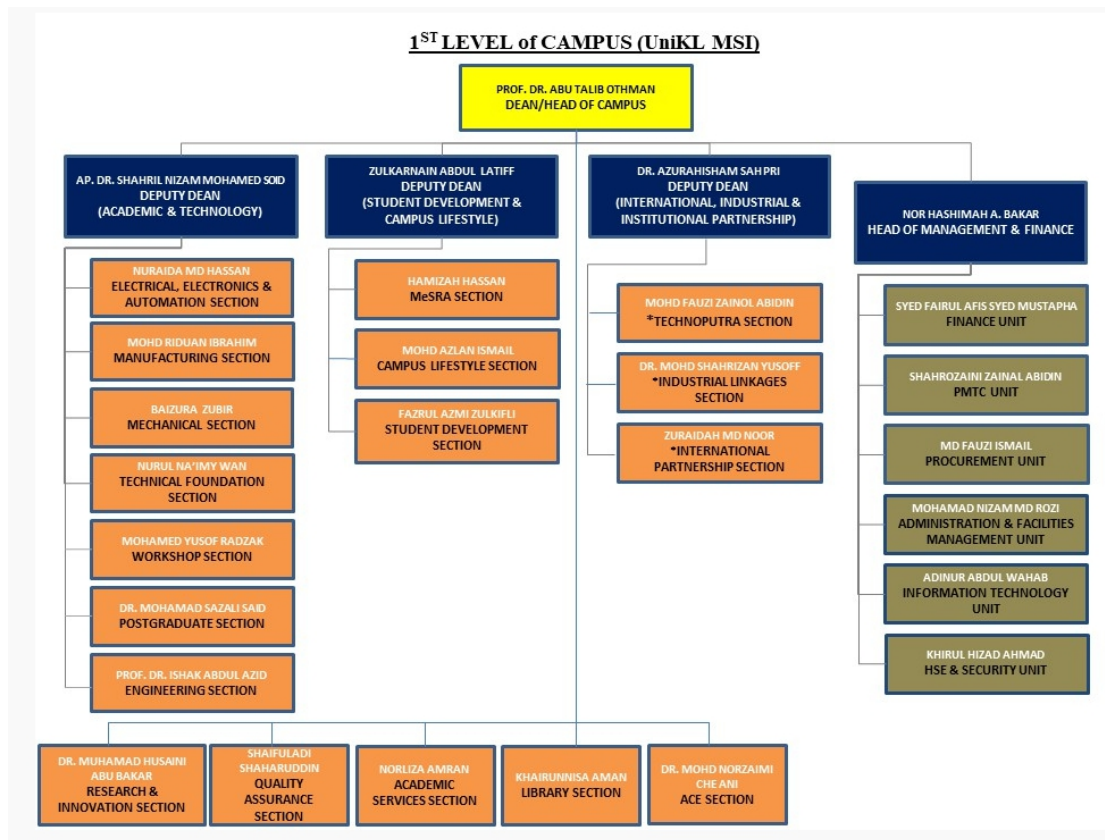 1ST LEVEL of CAMPUS (UniKL MSI)
PROF. DR. ABU TALIB OTHMAN
DEAN/HEAD OF CAMPUS
AP. DR. SHAHRIL NIZAM MOHAMED SOID
DEPUTY DEAN
(ACADEMIC & TECHNOLOGY)
NURAIDA MD HASSAN
ELECTRICAL, ELECTRONICS &
AUTOMATION SECTION
MOHD RIDUAN IBRAHIM
MANUFACTURING SECTION
BAIZURA ZUBIR
MECHANICAL SECTION
NURUL NA'IMY WAN
TECHNICAL FOUNDATION
SECTION
MOHAMED YUSOF RADZAK
WORKSHOP SECTION
DR. MOHAMAD SAZALI SAID
POSTGRADUATE SECTION
PROF. DR. ISHAK ABDUL AZID
ENGINEERING SECTION
ZULKARNAIN ABDUL LATIFF
DEPUTY DEAN
(STUDENT DEVELOPMENT &
CAMPUS LIFESTYLE)
HAMIZAH HASSAN
MeSRA SECTION
MOHD AZLAN ISMAIL
CAMPUS LIFESTYLE SECTION
FAZRUL AZMI ZULKIFLI
STUDENT DEVELOPMENT
SECTION
DR. AZURAHISHAM SAH PRI
DEPUTY DEAN
(INTERNATIONAL, INDUSTRIAL &
INSTITUTIONAL PARTNERSHIP)
MOHD FAUZI ZAINOL ABIDIN
*TECHNOPUTRA SECTION
DR. MOHD SHAHRIZAN YUSOFF
*INDUSTRIAL LINKAGES
SECTION
ZURAIDAH MD NOOR
*INTERNATIONAL
PARTNERSHIP SECTION
NOR HASHIMAH A. BAKAR
HEAD OF MANAGEMENT & FINANCE
SYED FAIRUL AFIS SYED MUSTAPHA
FINANCE UNIT
SHAHROZAINI ZAINAL ABIDIN
PMTC UNIT
MD FAUZI ISMAIL
PROCUREMENT UNIT
MOHAMAD NIZAM MD ROZI
ADMINISTRATION & FACILITIES
MANAGEMENT UNIT
ADINUR ABDUL WAHAB
INFORMATION TECHNOLOGY
UNIT
KHIRUL HIZAD AHMAD
HSE & SECURITY UNIT
DR. MUHAMAD HUSAINI
ABU BAKAR
RESEARCH &
INNOVATION SECTION
SHAIFULADI
SHAHARUDDIN
QUALITY
ASSURANCE
SECTION
NORLIZA AMRAN
ACADEMIC
SERVICES SECTION
KHAIRUNNISA AMAN
LIBRARY SECTION
DR. MOHD NORZAIMI
CHE ANI
ACE SECTION